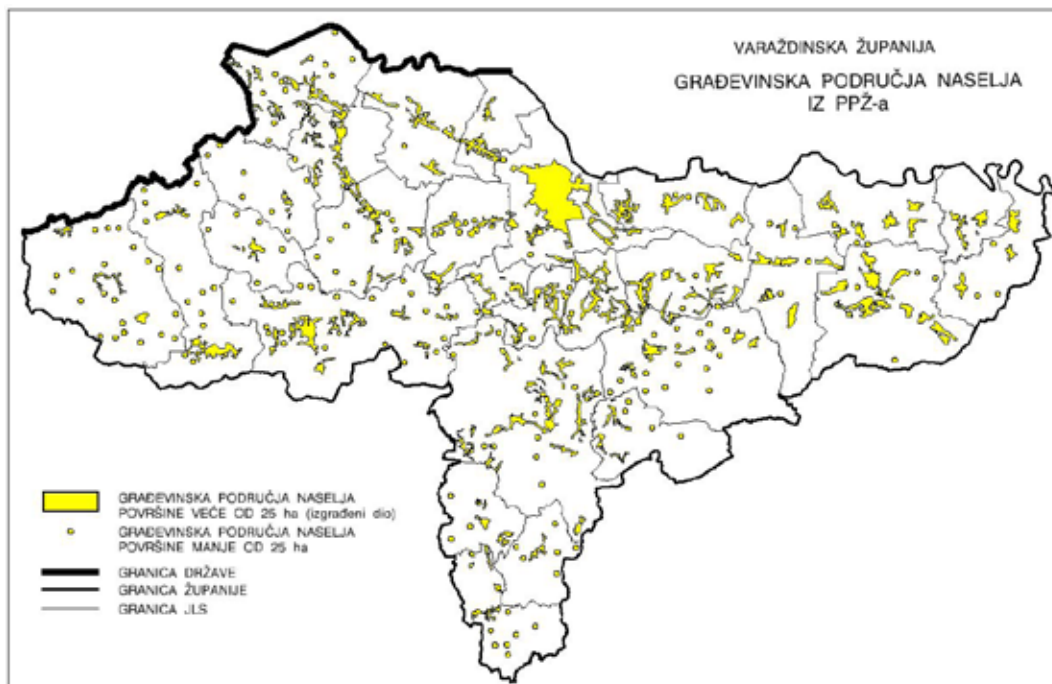 VARAŽDINSKA ŽUPANIJA
GRAĐEVINSKA PODRUČJA NASELJA
IZ PPŽ-a
GRAĐEVINSKA PODRUČJA NASELJA
POVRŠINE VEĆE OD 25 ha (izgrađeni dio)
GRAĐEVINSKA PODRUČJA NASELJA
POVRŠINE MANJE OD 25 ha
GRANICA DRŽAVE
GRANICA ŽUPANIJE
GRANICA JLS